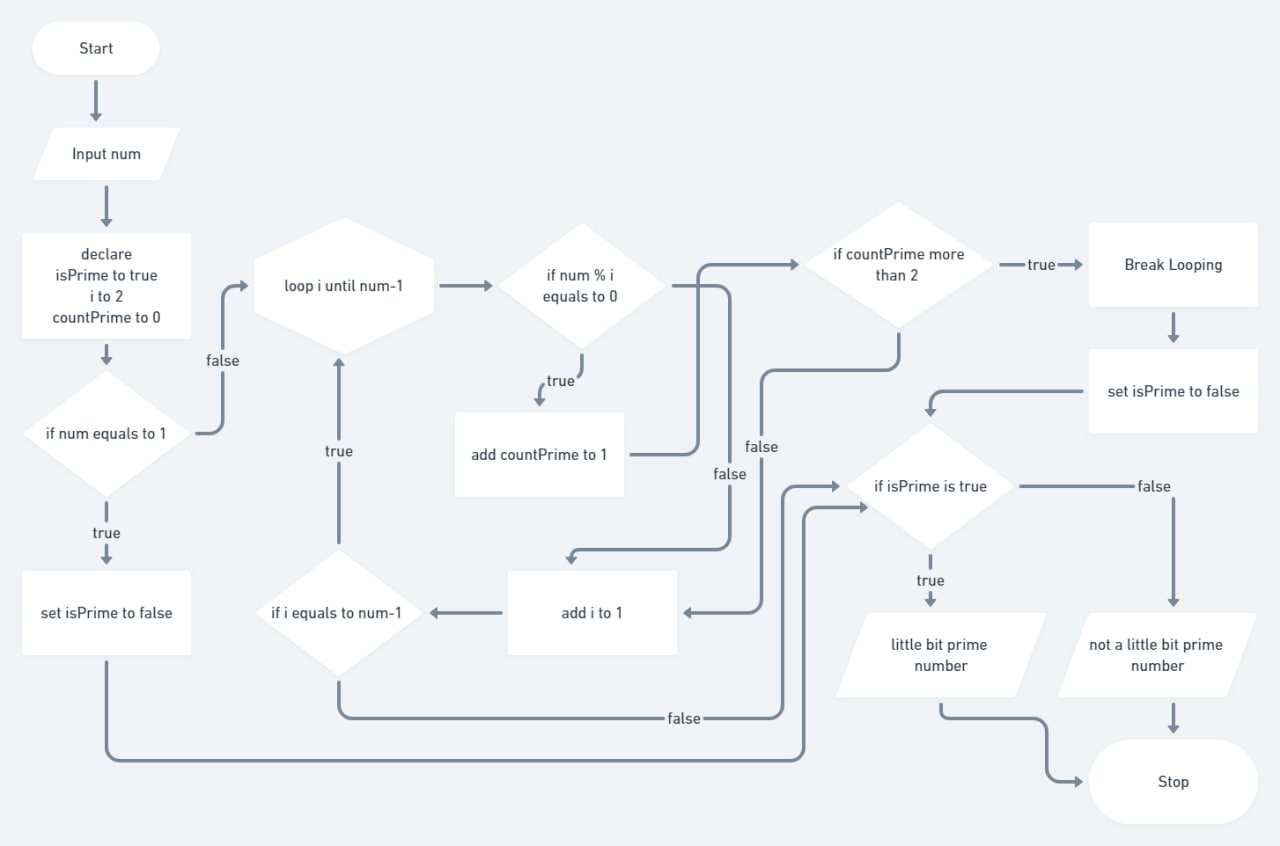 Start
Input num
declare
isPrime to true
i to 2
countPrime to 0
if num equals to 1
false
true
set isPrime to false
loop i until num-1
true
if i equals to num-1
false
if num % i
equals to 0
true
add countPrime to 1
false
add i to 1
if countPrime more
than 2
true
false
Break Looping
set isPrime to false
if isPrime is true
false
true
little bit prime
number
not a little bit prime
number
Stop